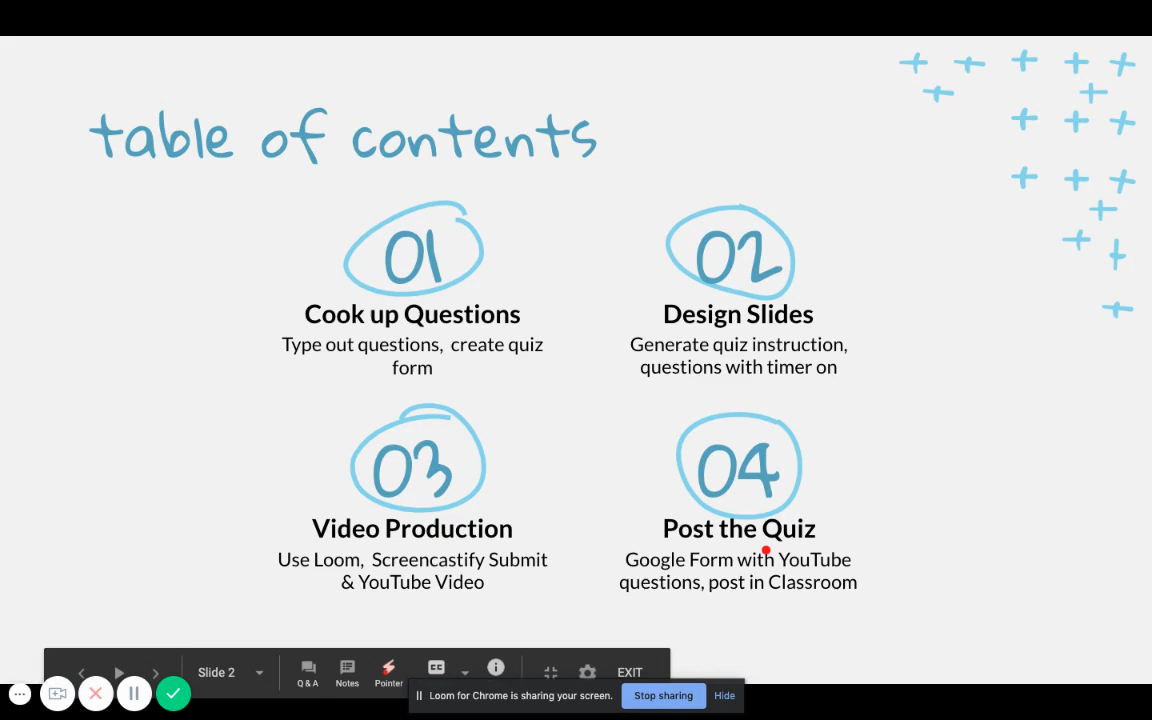 table of contents
01
Cook up Questions
Type out questions, create quiz
form
02
Design Slides
Generate quiz instruction,
questions with timer on
03
Video Production
Use Loom, Screencastify Submit
& YouTube Video
04
Post the Quiz
Google Form with YouTube
questions, post in Classroom
Slide 2
Q & A
Notes
Pointer
CC
EXIT
Loom for Chrome is sharing your screen.
Stop sharing
Hide